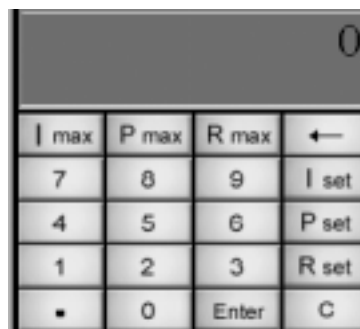 0
I max P max R max ←
7 8 9 I set
4 5 6 P set
1 2 3 R set
. 0 Enter C